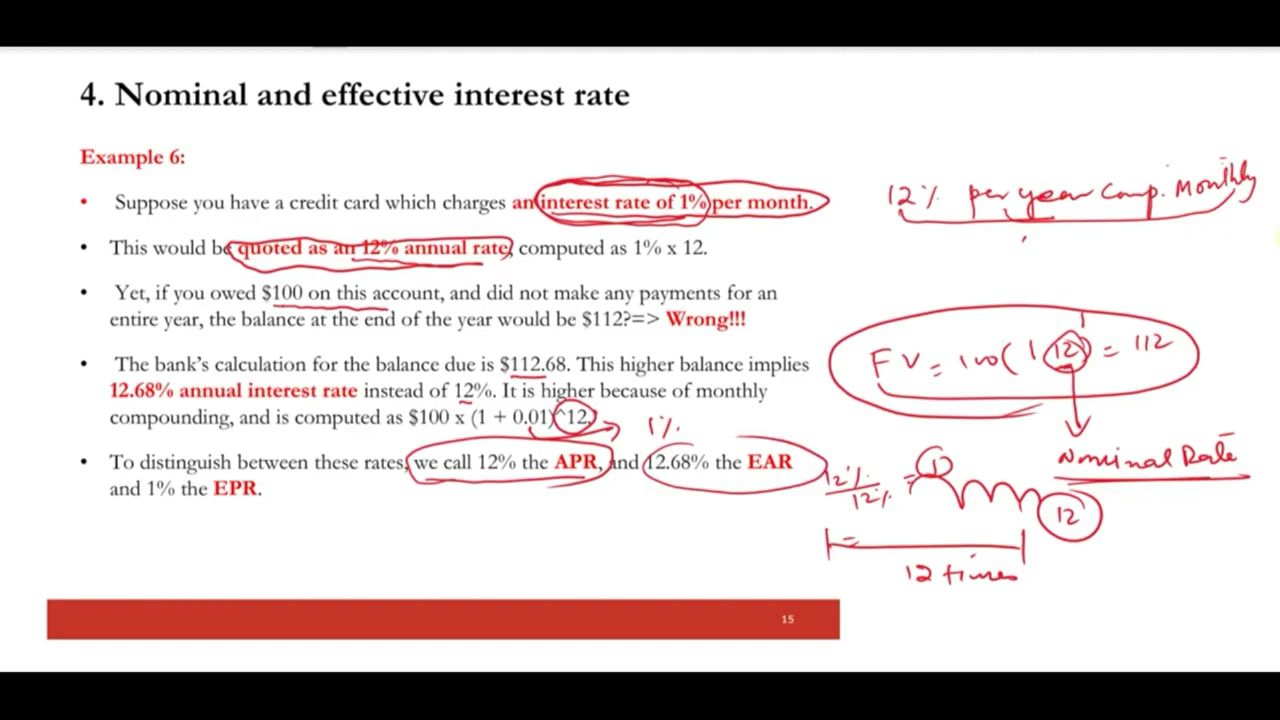 4. Nominal and effective interest rate
Example 6:
• Suppose you have a credit card which charges an interest rate of 1% per month.
• This would be quoted as an 12% annual rate, computed as 1% x 12.
• Yet, if you owed $100 on this account, and did not make any payments for an
entire year, the balance at the end of the year would be $112?=> Wrong!!!
• The bank's calculation for the balance due is $112.68. This higher balance implies
12.68% annual interest rate instead of 12%. It is higher because of monthly
compounding, and is computed as $100 x (1 + 0.01)^12.
• To distinguish between these rates, we call 12% the APR, and 12.68% the EAR
and 1% the EPR.
15
12% per year Comp. Monthly
FV = 100(1.12)^1 = 112
Nominal Rate
1%
12%/12% = 1
12
12 times